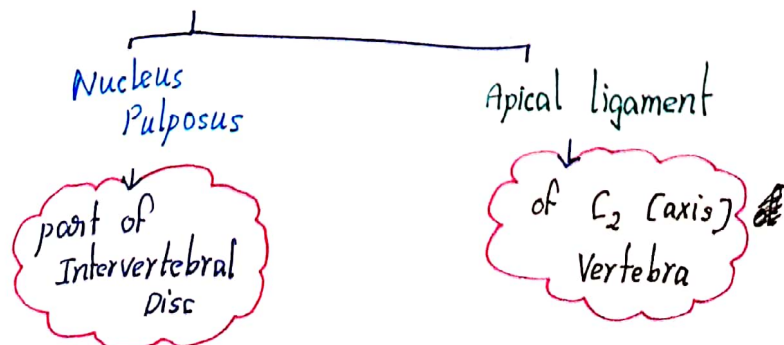 Nucleus
Pulposus
part of
Intervertebral
Disc
Apical ligament
of C₂ [axis]
Vertebra